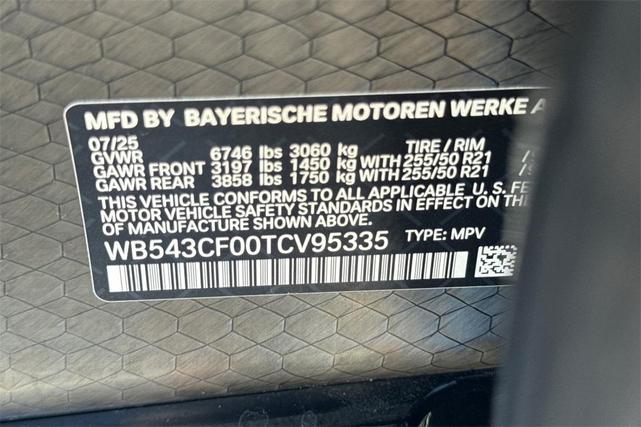 MFD BY BAYERISCHE MOTOREN WERKE A
07/25
GVWR 6746 lbs 3060 kg TIRE / RIM
GAWR FRONT 3197 lbs 1450 kg WITH 255/50 R21
GAWR REAR 3858 lbs 1750 kg WITH 255/50 R21
THIS VEHICLE CONFORMS TO ALL APPLICABLE U. S. FE
MOTOR VEHICLE SAFETY STANDARDS IN EFFECT ON THE
OF MANUFACTURE SHOWN ABOVE.
WB543CF00TCV95335 TYPE: MPV